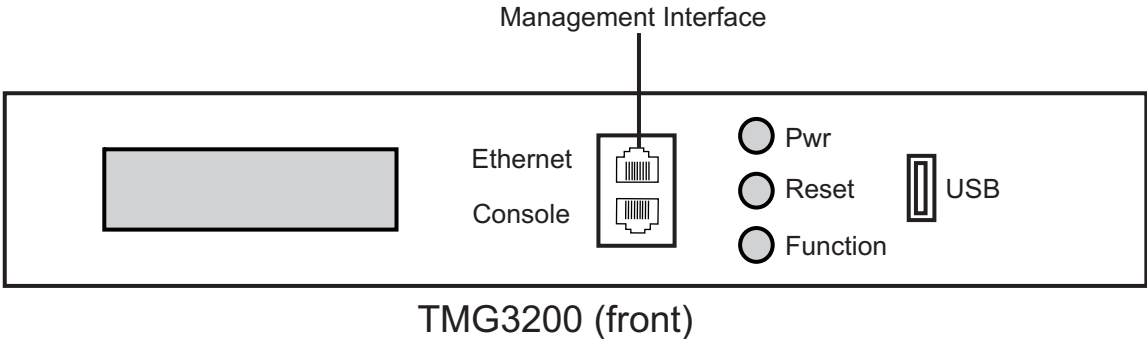 Management Interface
Ethernet
Console
Pwr
Reset
Function
USB
TMG3200 (front)